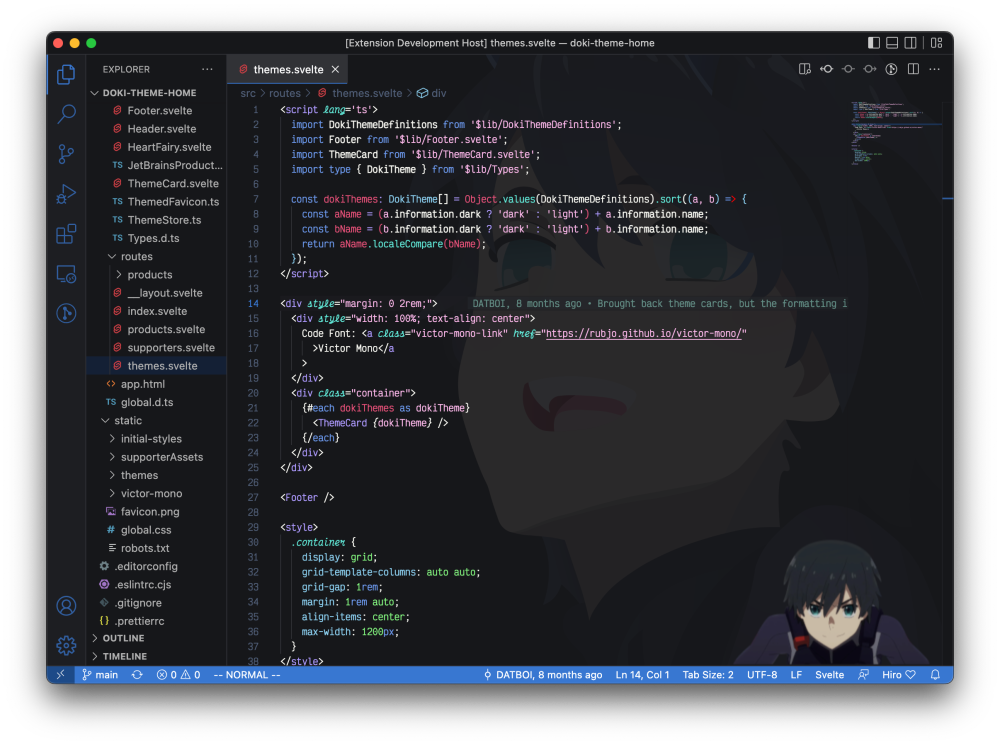 [Extension Development Host] themes.svelte — doki-theme-home
EXPLORER
DOKI-THEME-HOME
Footer.svelte
Header.svelte
HeartFairy.svelte
TS JetBrainsProduct...
ThemeCard.svelte
TS ThemedFavicon.ts
TS ThemeStore.ts
TS Types.d.ts
routes
products
__layout.svelte
index.svelte
products.svelte
supporters.svelte
themes.svelte
<> app.html
TS global.d.ts
static
initial-styles
supporterAssets
themes
victor-mono
favicon.png
# global.css
robots.txt
.editorconfig
.eslintrc.cjs
.gitignore
{} .prettierrc
OUTLINE
TIMELINE
themes.svelte
src > routes > themes.svelte > div
1 <script lang='ts'>
2 import DokiThemeDefinitions from '$lib/DokiThemeDefinitions';
3 import Footer from '$lib/Footer.svelte';
4 import ThemeCard from '$lib/ThemeCard.svelte';
5 import type { DokiTheme } from '$lib/Types';
6
7 const dokiThemes: DokiTheme[] = Object.values(DokiThemeDefinitions).sort((a, b) => {
8 const aName = (a.information.dark ? 'dark' : 'light') + a.information.name;
9 const bName = (b.information.dark ? 'dark' : 'light') + b.information.name;
10 return aName.localeCompare(bName);
11 });
12 </script>
13
14 <div style="margin: 0 2rem;"> DATBOI, 8 months ago • Brought back theme cards, but the formatting i
15 <div style="width: 100%; text-align: center">
16 Code Font: <a class="victor-mono-link" href="https://rubjo.github.io/victor-mono/"
17 >Victor Mono</a
18 >
19 </div>
20 <div class="container">
21 {#each dokiThemes as dokiTheme}
22 <ThemeCard {dokiTheme} />
23 {/each}
24 </div>
25 </div>
26
27 <Footer />
28
29 <style>
30 .container {
31 display: grid;
32 grid-template-columns: auto auto;
33 grid-gap: 1rem;
34 margin: 1rem auto;
35 align-items: center;
36 max-width: 1200px;
37 }
38 </style>
main 0 0 -- NORMAL -- DATBOI, 8 months ago Ln 14, Col 1 Tab Size: 2 UTF-8 LF Svelte Hiro ♡